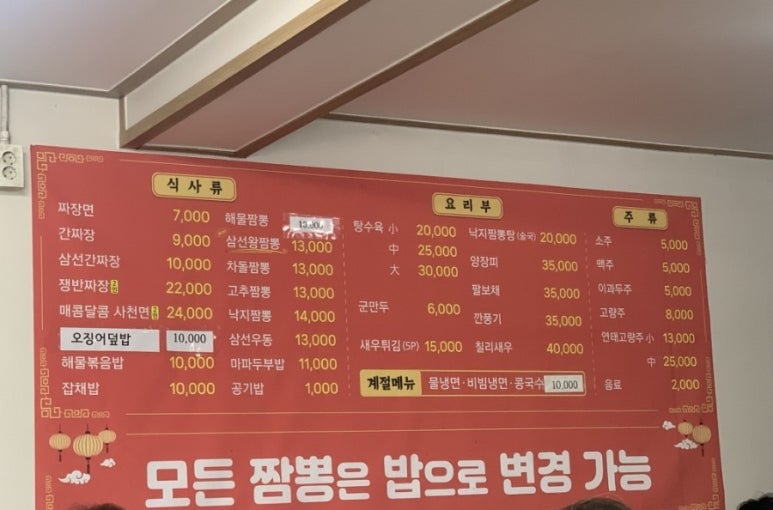 식사류
짜장면 7,000
간짜장 9,000
삼선간짜장 10,000
쟁반짜장 22,000
매콤달콤 사천면 24,000
오징어덮밥 10,000
해물볶음밥 10,000
잡채밥 10,000
해물짬뽕 13,000
삼선왕짬뽕 13,000
차돌짬뽕 13,000
고추짬뽕 13,000
낙지짬뽕 14,000
삼선우동 13,000
마파두부밥 11,000
공기밥 1,000
요리부
탕수육 小 20,000
中 25,000
大 30,000
군만두 6,000
새우튀김 (5P) 15,000
낙지짬뽕탕 20,000
양장피 35,000
팔보채 35,000
깐풍기 35,000
칠리새우 40,000
계절메뉴 물냉면·비빔냉면·콩국수 10,000
주류
소주 5,000
맥주 5,000
이과두주 5,000
고량주 8,000
연태고량주 小 13,000
中 25,000
음료 2,000
모든 짬뽕은 밥으로 변경 가능